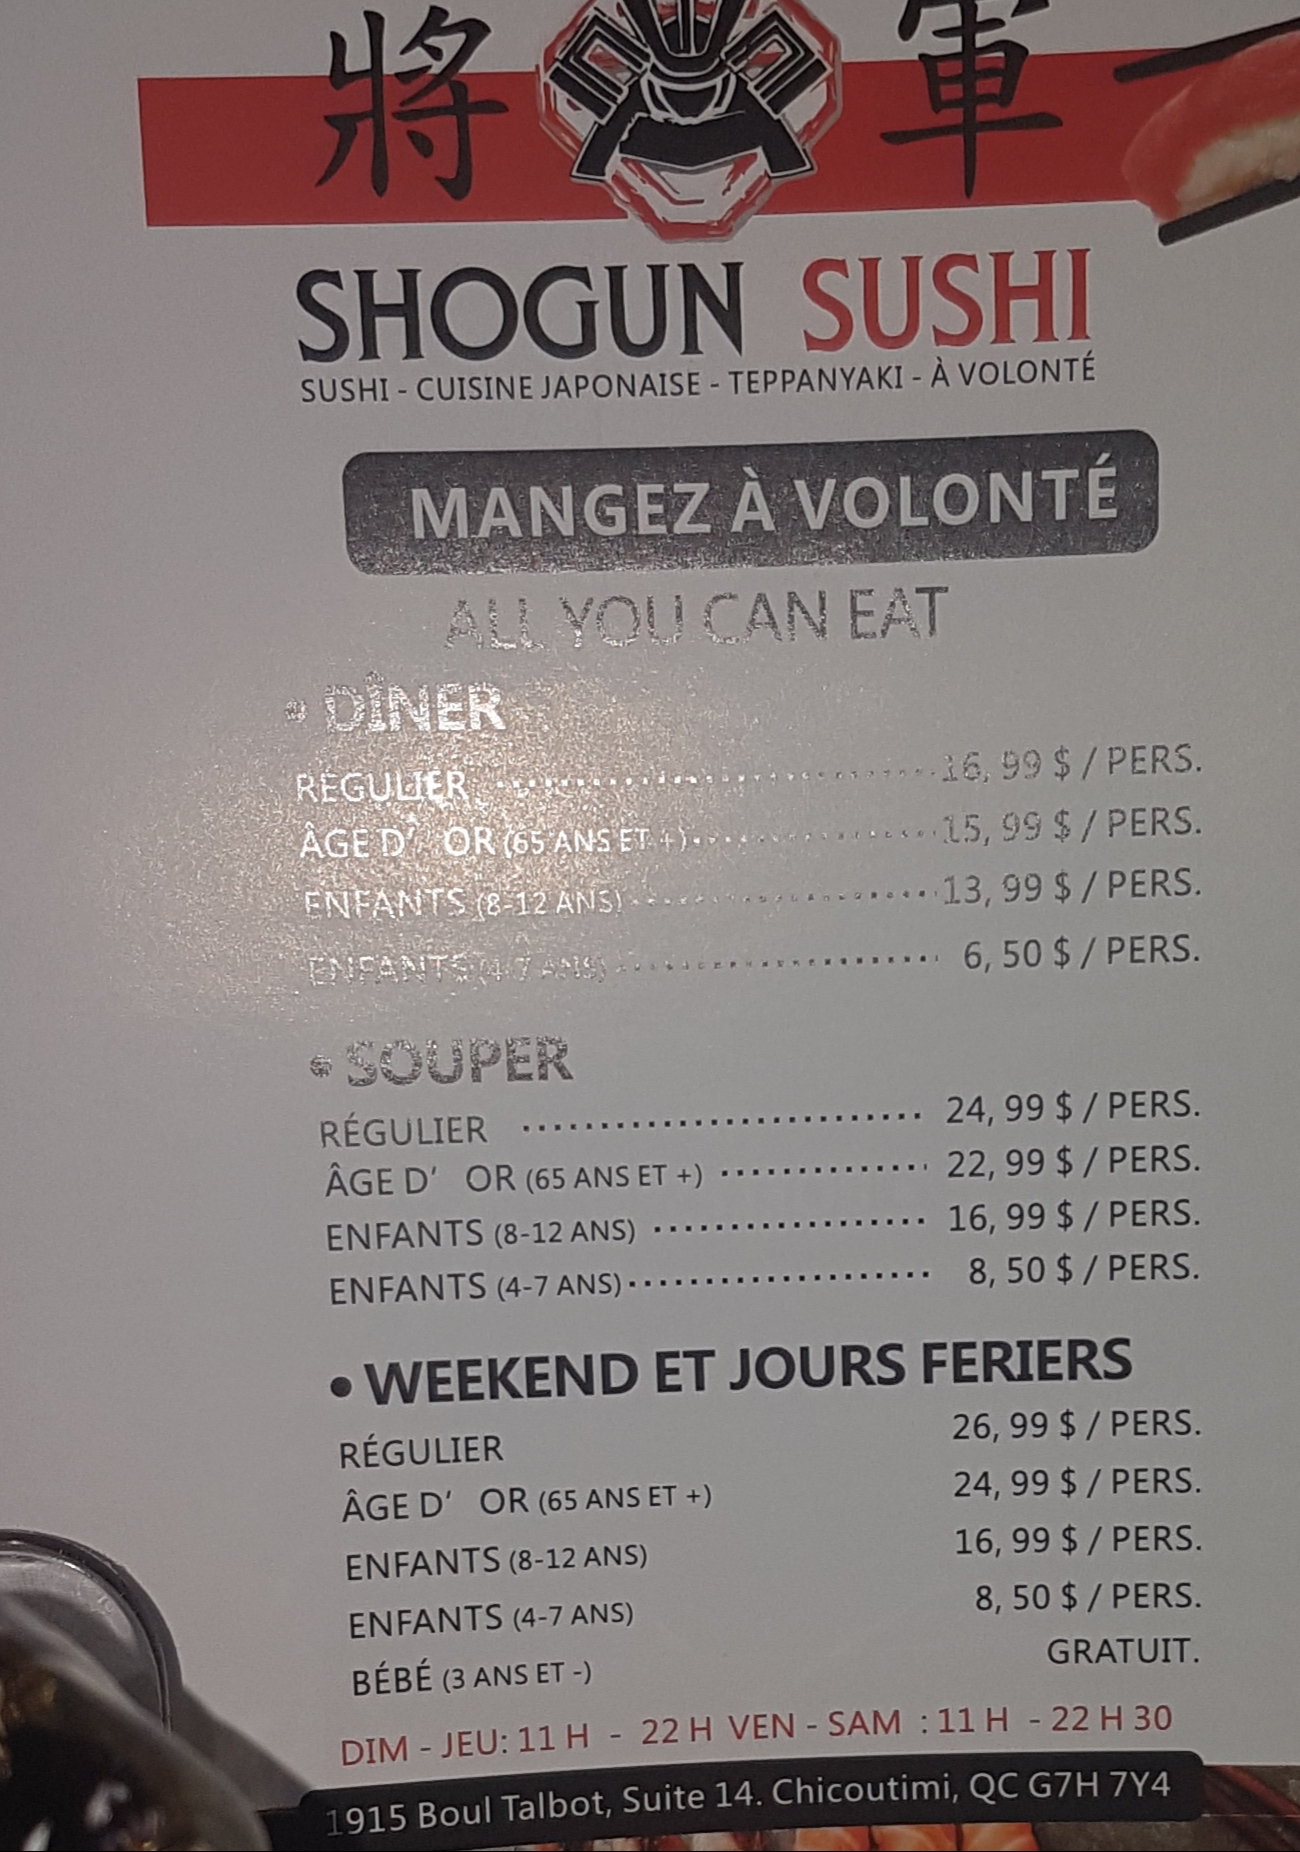 將 軍
SHOGUN SUSHI
SUSHI - CUISINE JAPONAISE - TEPPANYAKI - À VOLONTÉ
MANGEZ À VOLONTÉ
ALL YOU CAN EAT
• DÎNER
RÉGULIER ........................ 16, 99 $ / PERS.
ÂGE D' OR (65 ANS ET +) ................ 15, 99 $ / PERS.
ENFANTS (8-12 ANS) .................... 13, 99 $ / PERS.
ENFANTS (4-7 ANS) ..................... 6, 50 $ / PERS.
• SOUPER
RÉGULIER ........................ 24, 99 $ / PERS.
ÂGE D' OR (65 ANS ET +) ............... 22, 99 $ / PERS.
ENFANTS (8-12 ANS) ................... 16, 99 $ / PERS.
ENFANTS (4-7 ANS) ..................... 8, 50 $ / PERS.
• WEEKEND ET JOURS FERIERS
RÉGULIER 26, 99 $ / PERS.
ÂGE D' OR (65 ANS ET +) 24, 99 $ / PERS.
ENFANTS (8-12 ANS) 16, 99 $ / PERS.
ENFANTS (4-7 ANS) 8, 50 $ / PERS.
BÉBÉ (3 ANS ET -) GRATUIT.
DIM - JEU: 11 H - 22 H VEN - SAM : 11 H - 22 H 30
1915 Boul Talbot, Suite 14. Chicoutimi, QC G7H 7Y4